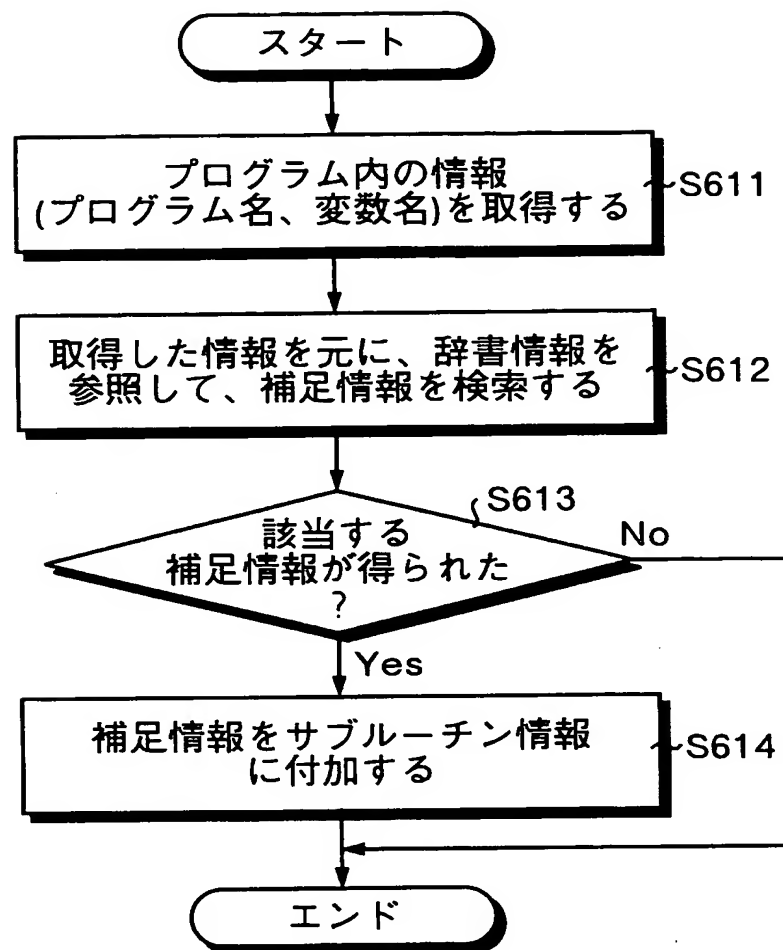 スタート
プログラム内の情報
(プログラム名、変数名)を取得する
S611
取得した情報を元に、辞書情報を
参照して、補足情報を検索する
S612
S613
該当する
補足情報が得られた
?
No
Yes
補足情報をサブルーチン情報
に付加する
S614
エンド